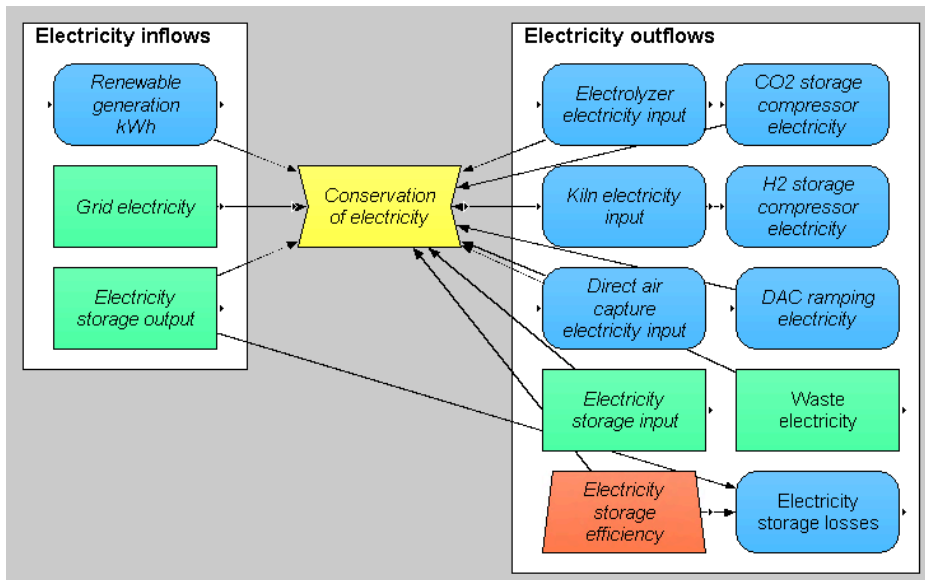 Electricity inflows
Renewable
generation
kWh
Grid electricity
Electricity
storage output
Conservation
of electricity
Electricity outflows
Electrolyzer
electricity input
CO2 storage
compressor
electricity
Kiln electricity
input
H2 storage
compressor
electricity
Direct air
capture
electricity input
DAC ramping
electricity
Electricity
storage input
Waste
electricity
Electricity
storage
efficiency
Electricity
storage losses